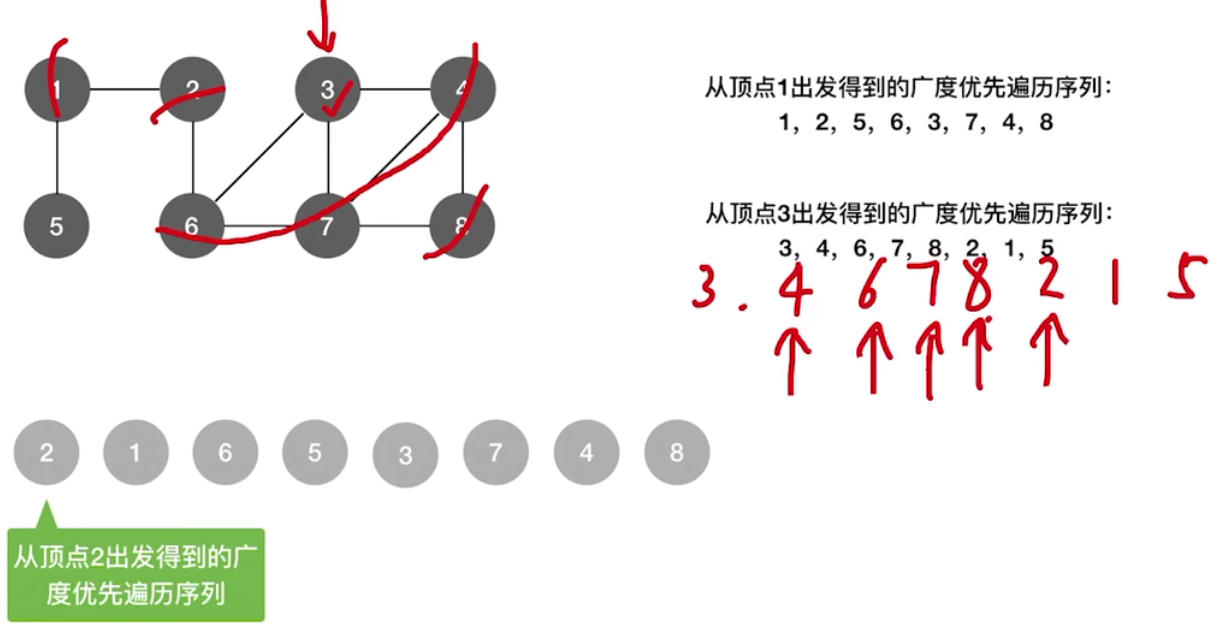 1 2 3 4
5 6 7 8
从顶点1出发得到的广度优先遍历序列：
1，2，5，6，3，7，4，8
从顶点3出发得到的广度优先遍历序列：
3，4，6，7，8，2，1，5
3. 4 6 7 8 2 1 5
2 1 6 5 3 7 4 8
从顶点2出发得到的广
度优先遍历序列